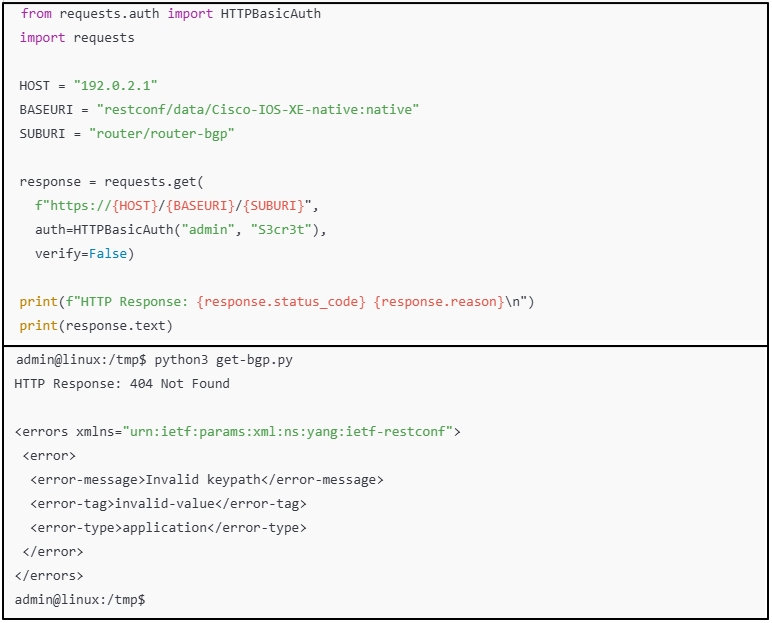 from requests.auth import HTTPBasicAuth
import requests
HOST = "192.0.2.1"
BASEURI = "restconf/data/Cisco-IOS-XE-native:native"
SUBURI = "router/router-bgp"
response = requests.get(
f"https://{HOST}/{BASEURI}/{SUBURI}",
auth=HTTPBasicAuth("admin", "S3cr3t"),
verify=False)
print(f"HTTP Response: {response.status_code} {response.reason}\n")
print(response.text)
admin@linux:/tmp$ python3 get-bgp.py
HTTP Response: 404 Not Found
<errors xmlns="urn:ietf:params:xml:ns:yang:ietf-restconf">
<error>
<error-message>Invalid keypath</error-message>
<error-tag>invalid-value</error-tag>
<error-type>application</error-type>
</error>
</errors>
admin@linux:/tmp$